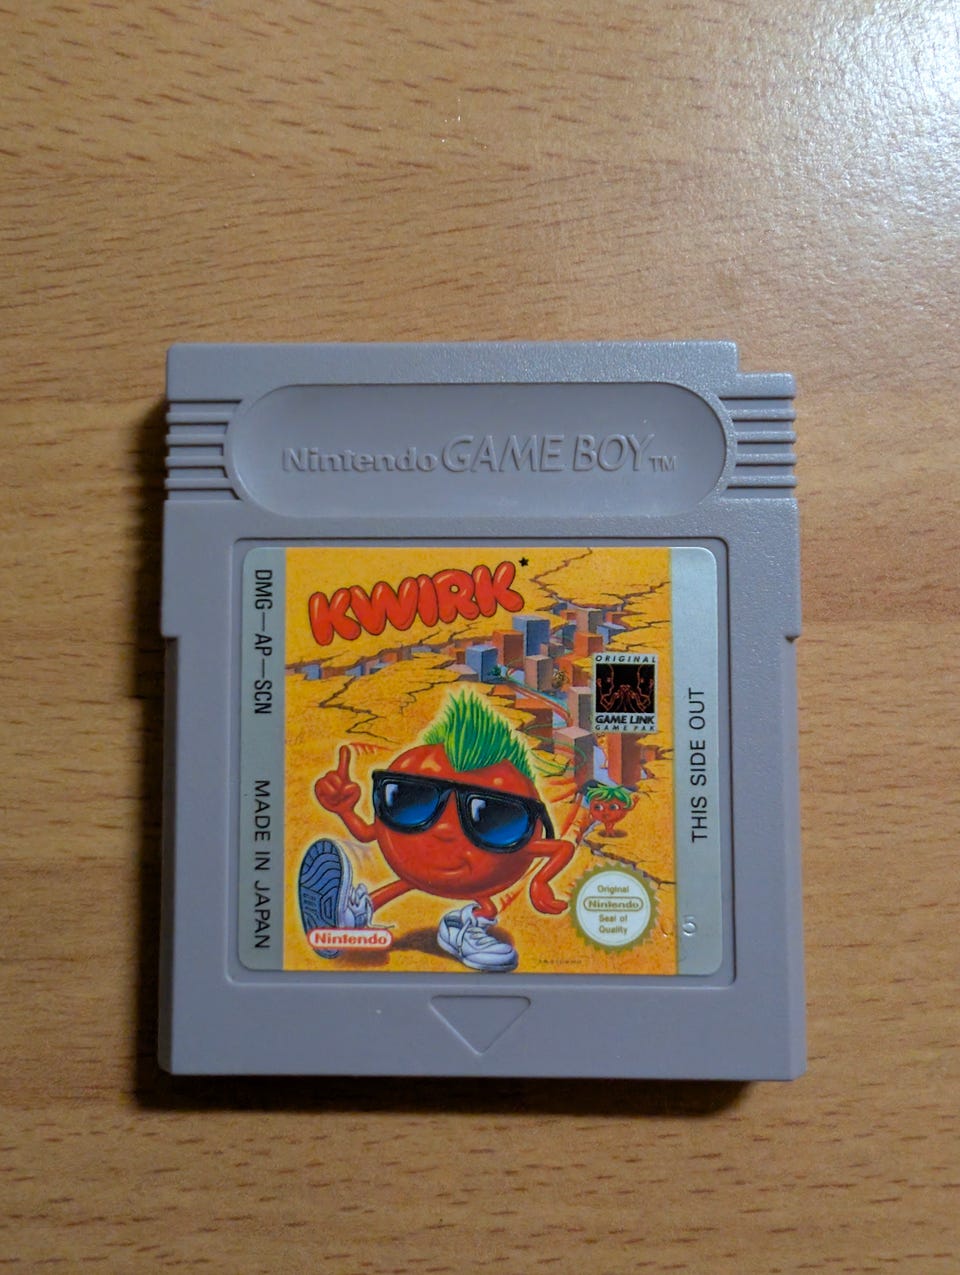 Nintendo GAME BOY TM
KWIRK*
DMG-AP-SCN
MADE IN JAPAN
ORIGINAL
GAME LINK
GAME PAK
THIS SIDE OUT
Original
Nintendo
Seal of
Quality
Nintendo
5